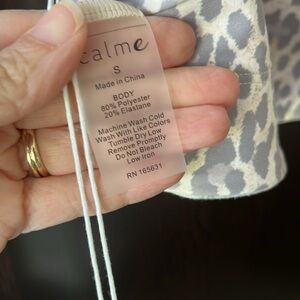 calme
S
Made in China
BODY
80% Polyester
20% Elastane
Machine Wash Cold
Wash With Like Colors
Tumble Dry Low
Remove Promptly
Do Not Bleach
Low Iron
RN 165631